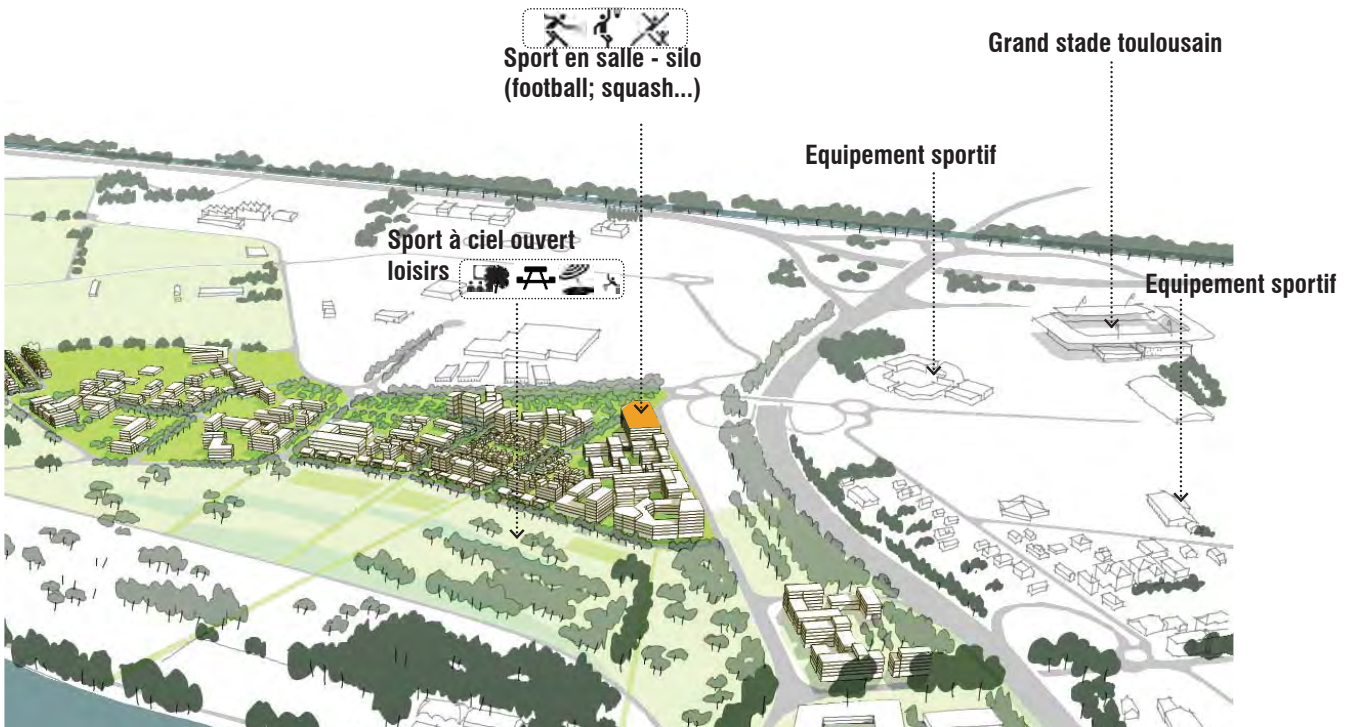 Sport en salle - silo
(football; squash...)
Grand stade toulousain
Equipement sportif
Sport à ciel ouvert
loisirs
Equipement sportif